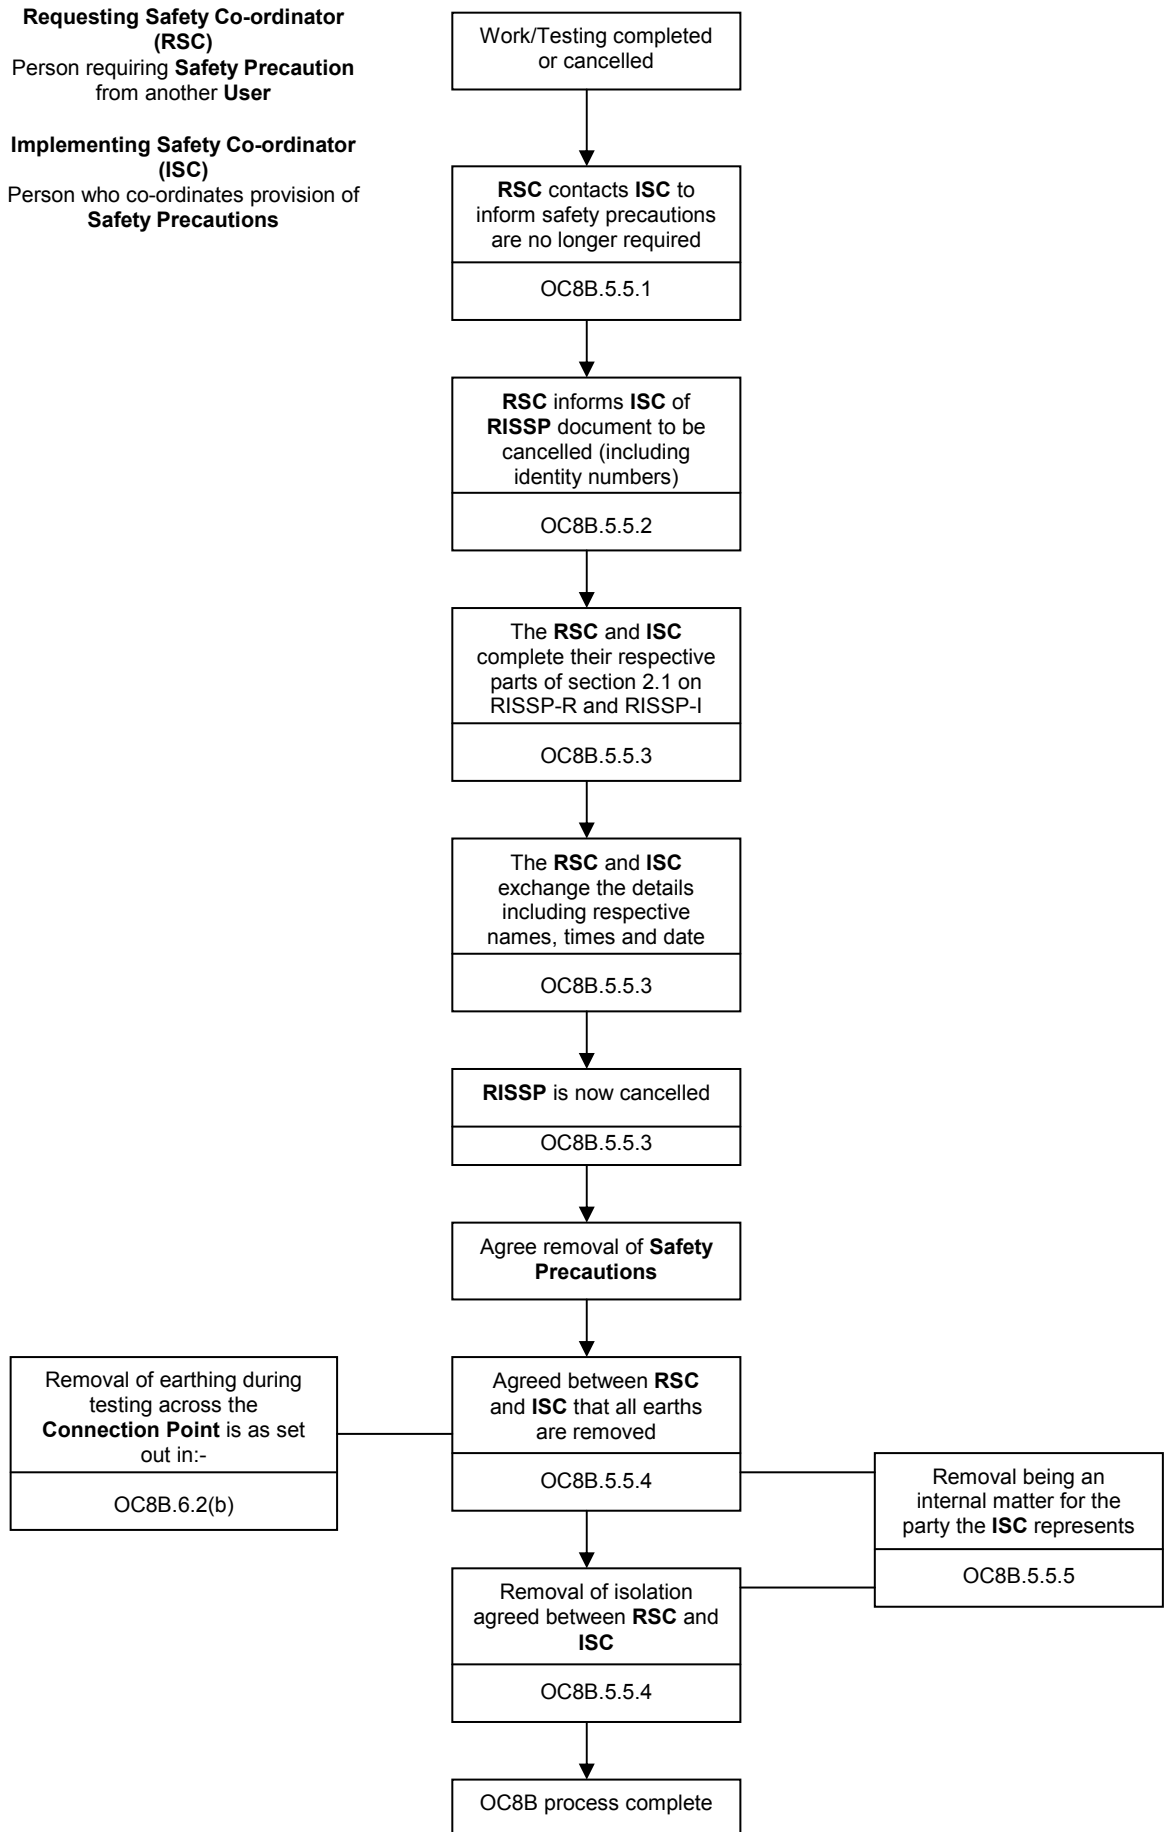 Requesting Safety Co-ordinator
(RSC)
Person requiring Safety Precaution
from another User
Implementing Safety Co-ordinator
(ISC)
Person who co-ordinates provision of
Safety Precautions
Work/Testing completed
or cancelled
RSC contacts ISC to
inform safety precautions
are no longer required
OC8B.5.5.1
RSC informs ISC of
RISSP document to be
cancelled (including
identity numbers)
OC8B.5.5.2
The RSC and ISC
complete their respective
parts of section 2.1 on
RISSP-R and RISSP-I
OC8B.5.5.3
The RSC and ISC
exchange the details
including respective
names, times and date
OC8B.5.5.3
RISSP is now cancelled
OC8B.5.5.3
Agree removal of Safety
Precautions
Removal of earthing during
testing across the
Connection Point is as set
out in:-
OC8B.6.2(b)
Agreed between RSC
and ISC that all earths
are removed
OC8B.5.5.4
Removal being an
internal matter for the
party the ISC represents
OC8B.5.5.5
Removal of isolation
agreed between RSC and
ISC
OC8B.5.5.4
OC8B process complete